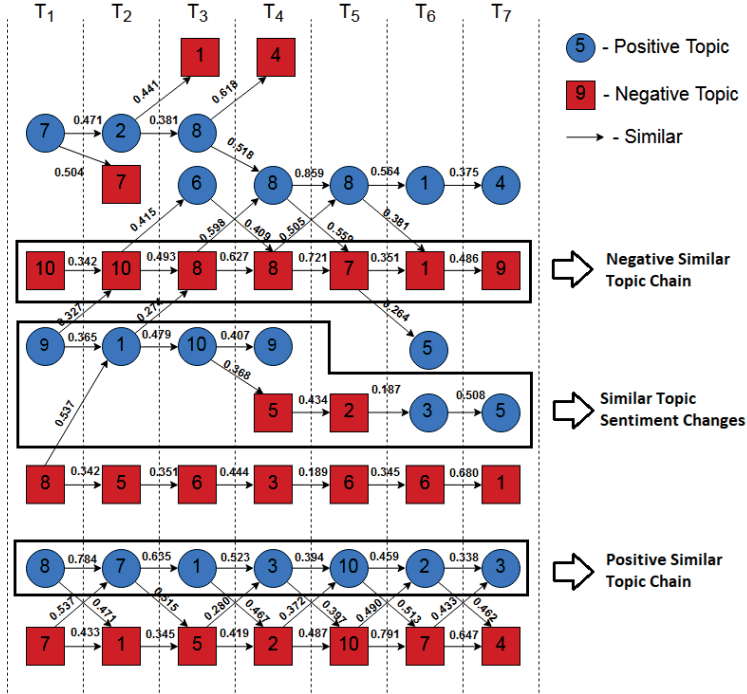 T1 T2 T3 T4 T5 T6 T7
1 4
5 - Positive Topic
0.441 0.618
9 - Negative Topic
7 0.471 2 0.381 8
- Similar
0.504 0.518
7 6 8 0.859 8 0.564 1 0.375 4
0.415 0.598 0.409 0.505 0.559 0.381
10 0.342 10 0.493 8 0.627 8 0.721 7 0.351 1 0.486 9
Negative Similar
Topic Chain
0.327 0.274 0.264
9 0.365 1 0.479 10 0.407 9 5
0.368
0.537
5 0.434 2 0.187 3 0.508 5
Similar Topic
Sentiment Changes
8 0.342 5 0.351 6 0.444 3 0.189 6 0.345 6 0.680 1
8 0.784 7 0.635 1 0.523 3 0.394 10 0.459 2 0.338 3
Positive Similar
Topic Chain
0.537 0.471 0.515 0.280 0.467 0.372 0.397 0.490 0.513 0.433 0.462
7 0.433 1 0.345 5 0.419 2 0.487 10 0.791 7 0.647 4